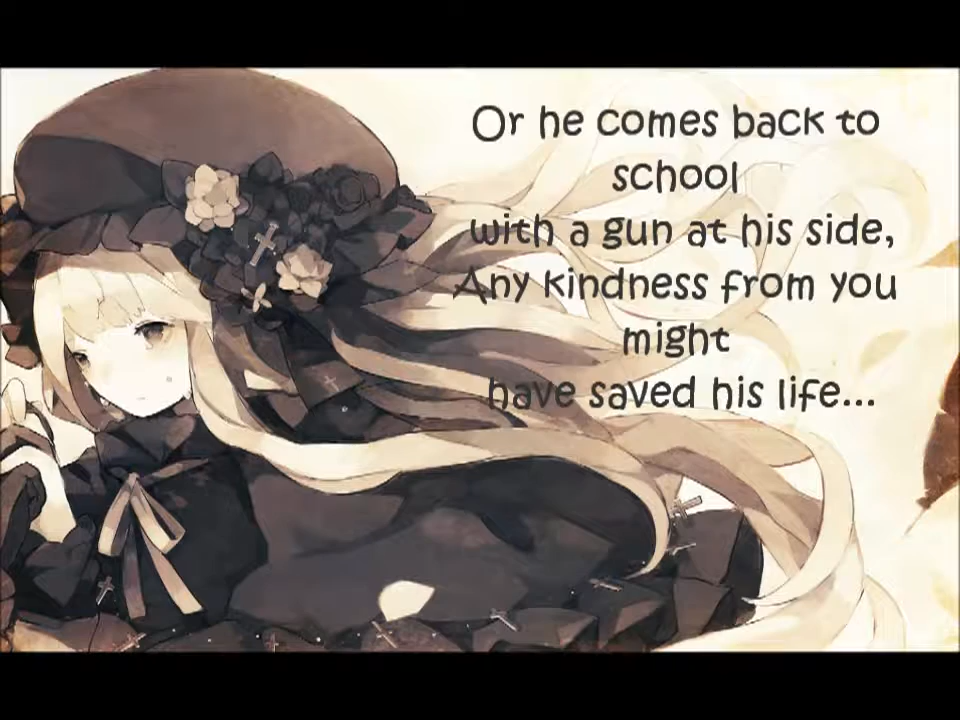 Or he comes back to
school
with a gun at his side,
Any kindness from you
might
have saved his life...